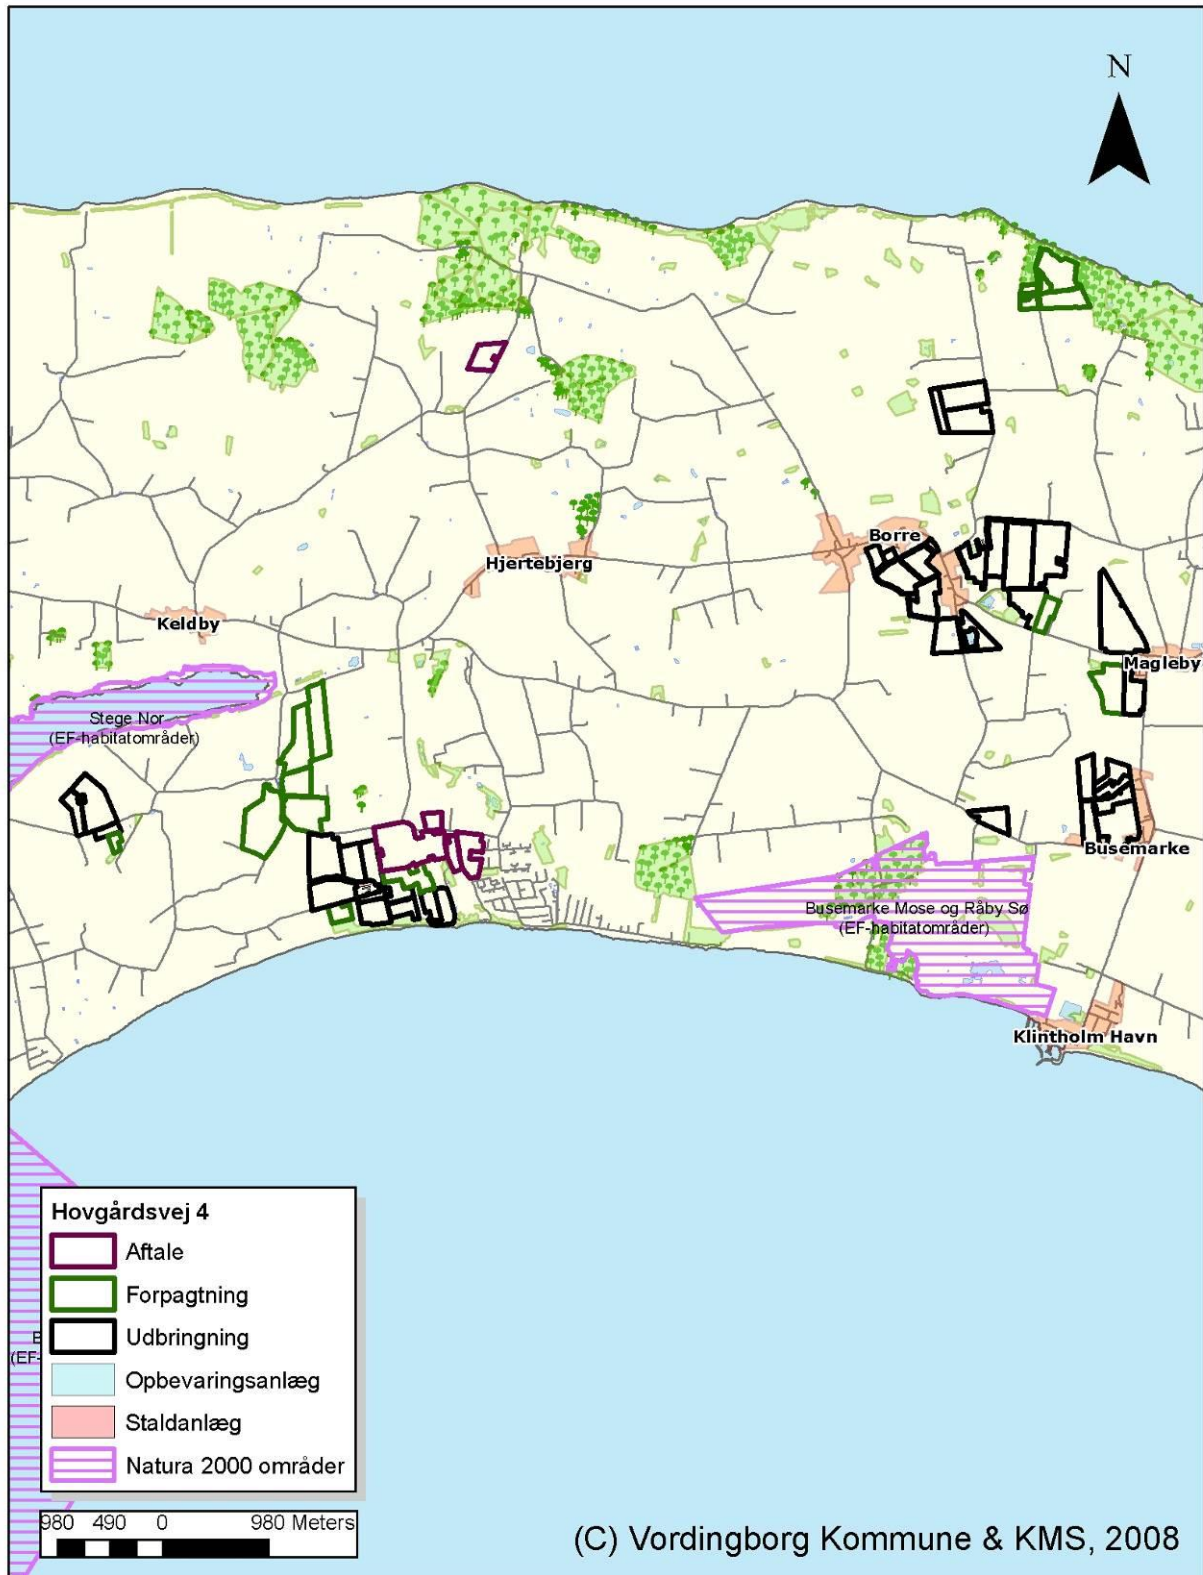 N
Borre
Hjertebjerg
Keldby
Magleby
Stege Nor
(EF-habitatområder)
Busemarke
Busemarke Mose og Råby Sø
(EF-habitatområder)
Klintholm Havn
Hovgårdsvej 4
Aftale
Forpagtning
Udbringning
Opbevaringsanlæg
Staldanlæg
Natura 2000 områder
980 490 0 980 Meters
(C) Vordingborg Kommune & KMS, 2008